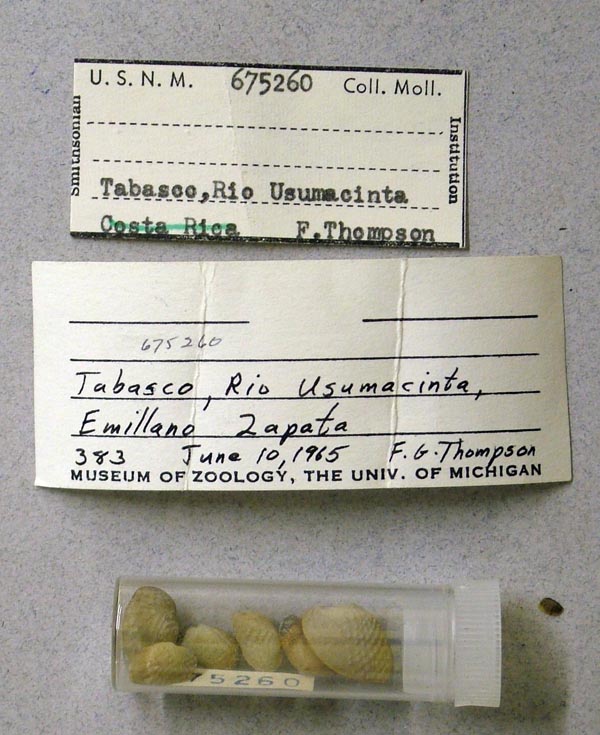 U. S. N. M. 675260 Coll. Moll.
Smithsonian
Institution
Tabasco, Rio Usumacinta
Costa Rica F. Thompson
675260
Tabasco, Rio Usumacinta,
Emillano Zapata
383 June 10, 1965 F. G. Thompson
MUSEUM OF ZOOLOGY, THE UNIV. OF MICHIGAN
75260